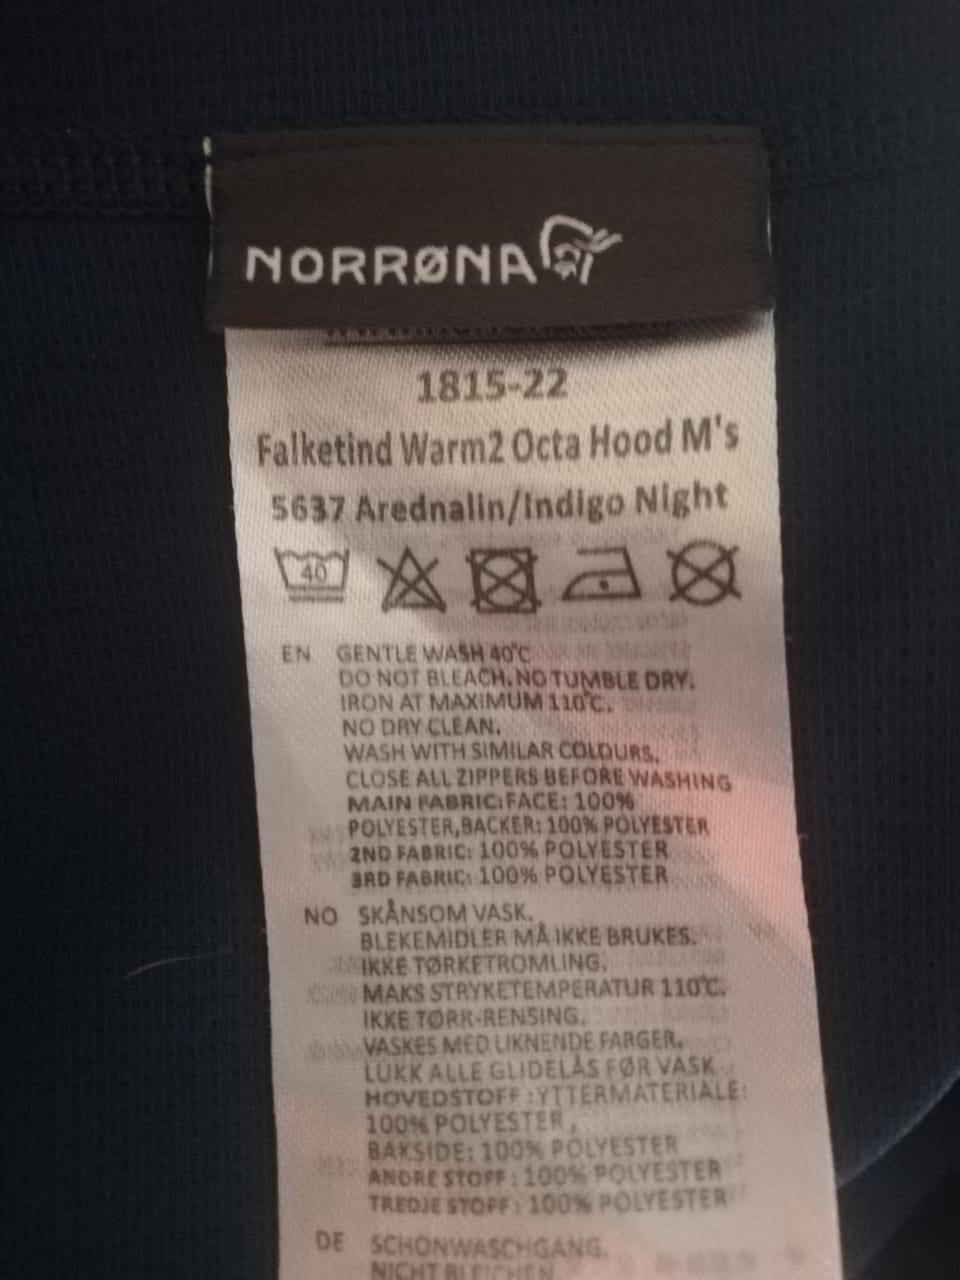 NORRØNA
1815-22
Falketind Warm2 Octa Hood M's
5637 Arednalin/Indigo Night
40
EN GENTLE WASH 40°C
DO NOT BLEACH. NO TUMBLE DRY.
IRON AT MAXIMUM 110°C.
NO DRY CLEAN.
WASH WITH SIMILAR COLOURS.
CLOSE ALL ZIPPERS BEFORE WASHING
MAIN FABRIC: FACE: 100%
POLYESTER, BACKER: 100% POLYESTER
2ND FABRIC: 100% POLYESTER
3RD FABRIC: 100% POLYESTER
NO SKÅNSOM VASK.
BLEKEMIDLER MÅ IKKE BRUKES.
IKKE TØRKETROMLING.
MAKS STRYKETEMPERATUR 110°C.
IKKE TØRR-RENSING.
VASKES MED LIKNENDE FARGER.
LUKK ALLE GLIDELÅS FØR VASK
HOVEDSTOFF :YTTERMATERIALE:
100% POLYESTER,
BAKSIDE: 100% POLYESTER
ANDRE STOFF : 100% POLYESTER
TREDJE STOFF : 100% POLYESTER
DE SCHONWASCHGANG.
NICHT BLEICHEN.